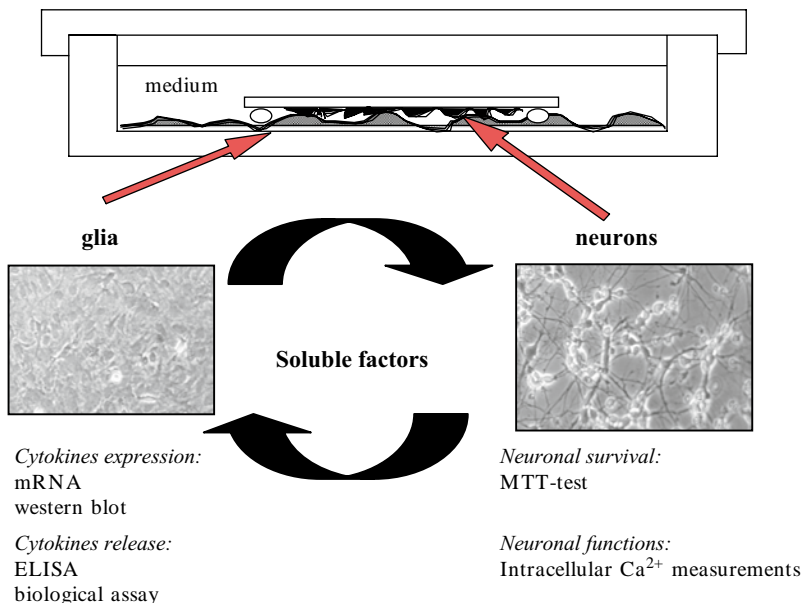 medium
glia
neurons
Soluble factors
Cytokines expression:
mRNA
western blot
Cytokines release:
ELISA
biological assay
Neuronal survival:
MTT-test
Neuronal functions:
Intracellular Ca²⁺ measurements